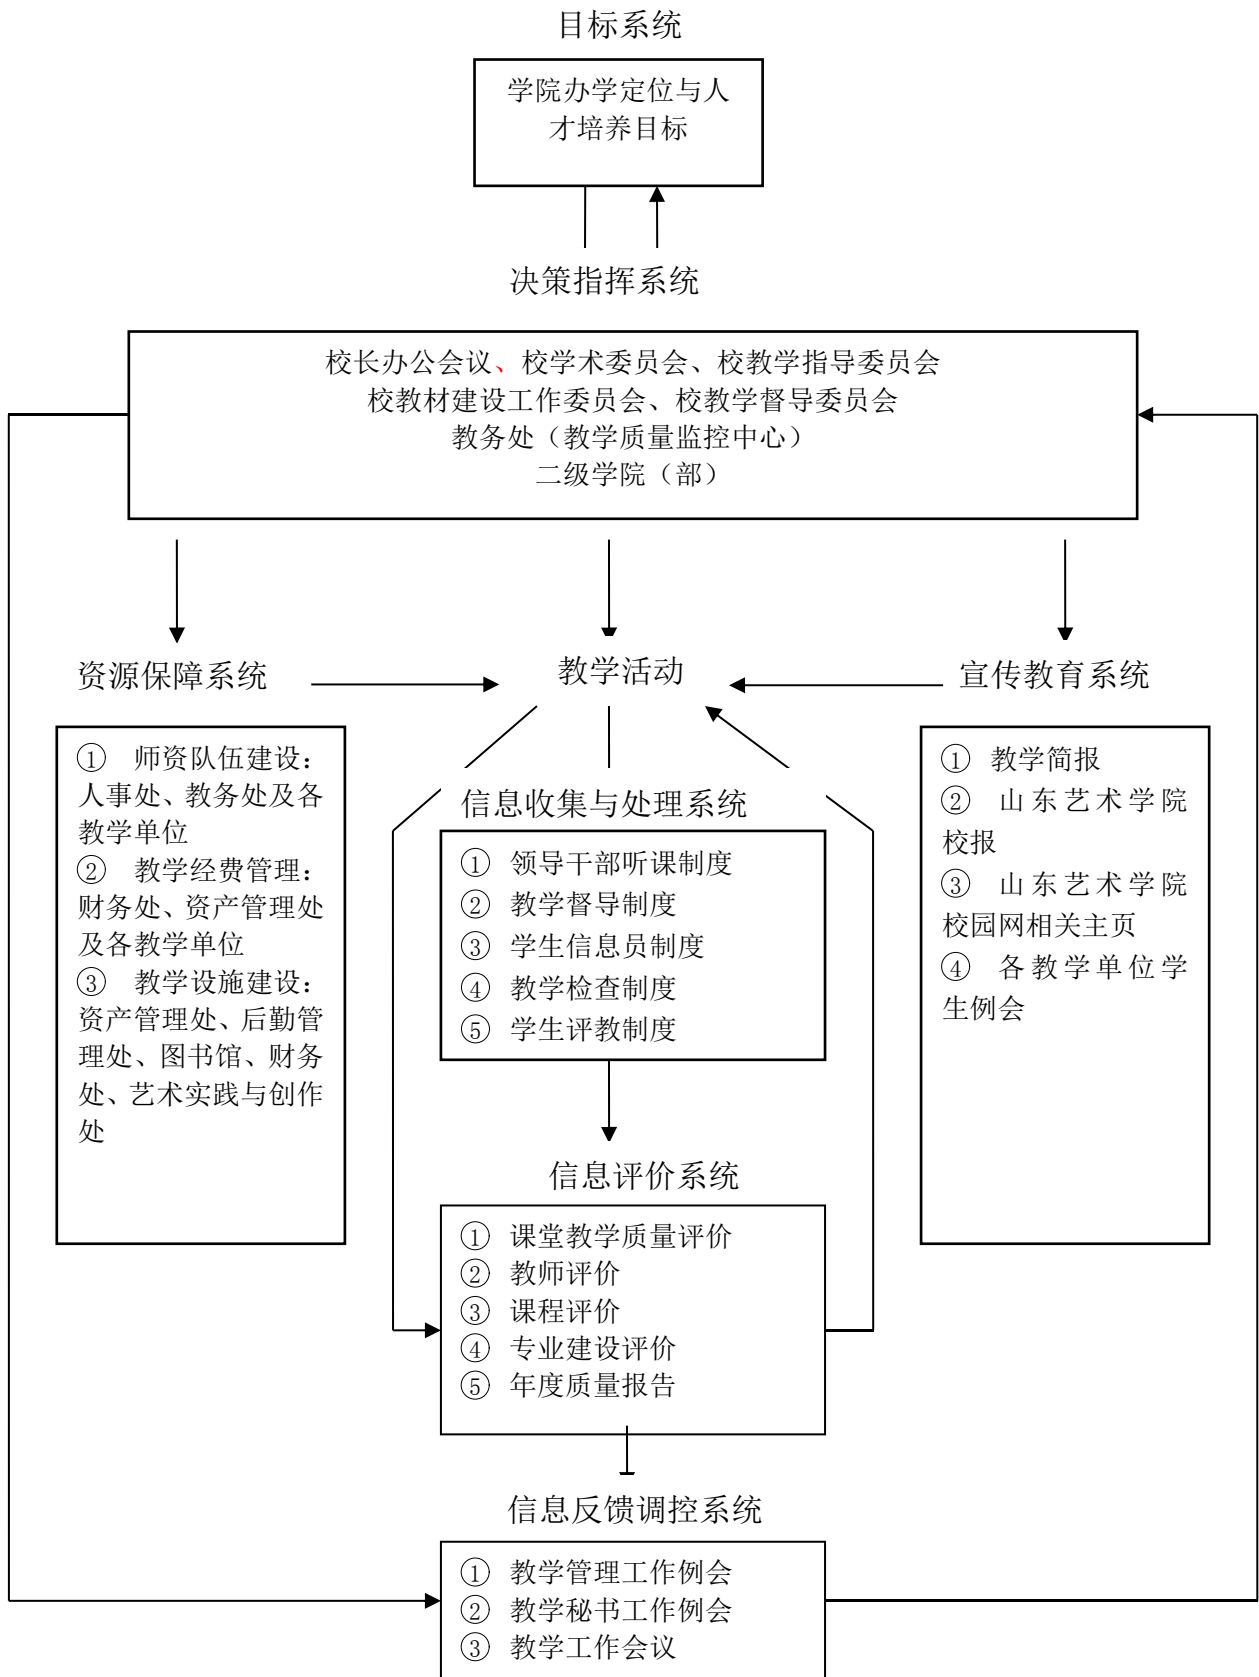 目标系统
学院办学定位与人
才培养目标
决策指挥系统
校长办公会议、校学术委员会、校教学指导委员会
校教材建设工作委员会、校教学督导委员会
教务处（教学质量监控中心）
二级学院（部）
资源保障系统
教学活动
宣传教育系统
① 师资队伍建设：
人事处、教务处及各
教学单位
② 教学经费管理：
财务处、资产管理处
及各教学单位
③ 教学设施建设：
资产管理处、后勤管
理处、图书馆、财务
处、艺术实践与创作
处
信息收集与处理系统
① 领导干部听课制度
② 教学督导制度
③ 学生信息员制度
④ 教学检查制度
⑤ 学生评教制度
① 教学简报
② 山东艺术学院
校报
③ 山东艺术学院
校园网相关主页
④ 各教学单位学
生例会
信息评价系统
① 课堂教学质量评价
② 教师评价
③ 课程评价
④ 专业建设评价
⑤ 年度质量报告
信息反馈调控系统
① 教学管理工作例会
② 教学秘书工作例会
③ 教学工作会议